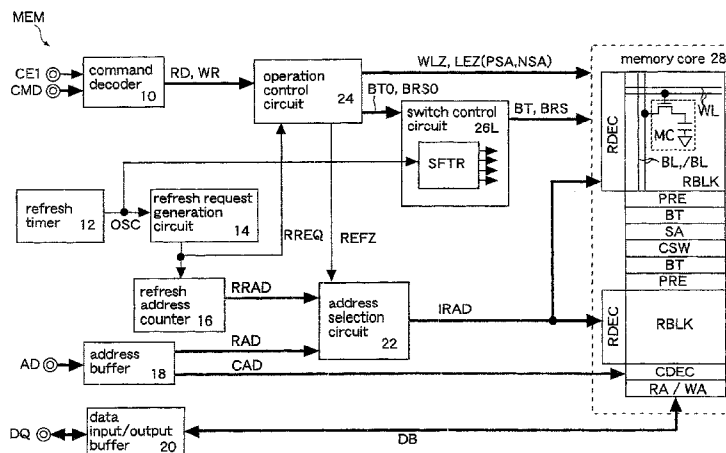 MEM
CE1
CMD
command
decoder
10
RD, WR
operation
control
circuit
24
WLZ, LEZ(PSA,NSA)
BT0, BRS0
switch control
circuit
26L
SFTR
BT, BRS
memory core 28
RDEC
WL
MC
BL,/BL
RBLK
PRE
BT
SA
CSW
BT
PRE
RDEC
RBLK
CDEC
RA / WA
refresh
timer
12
OSC
refresh request
generation
circuit
14
RREQ
REFZ
refresh
address
counter
16
RRAD
address
selection
circuit
22
IRAD
AD
address
buffer
18
RAD
CAD
DQ
data
input/output
buffer
20
DB